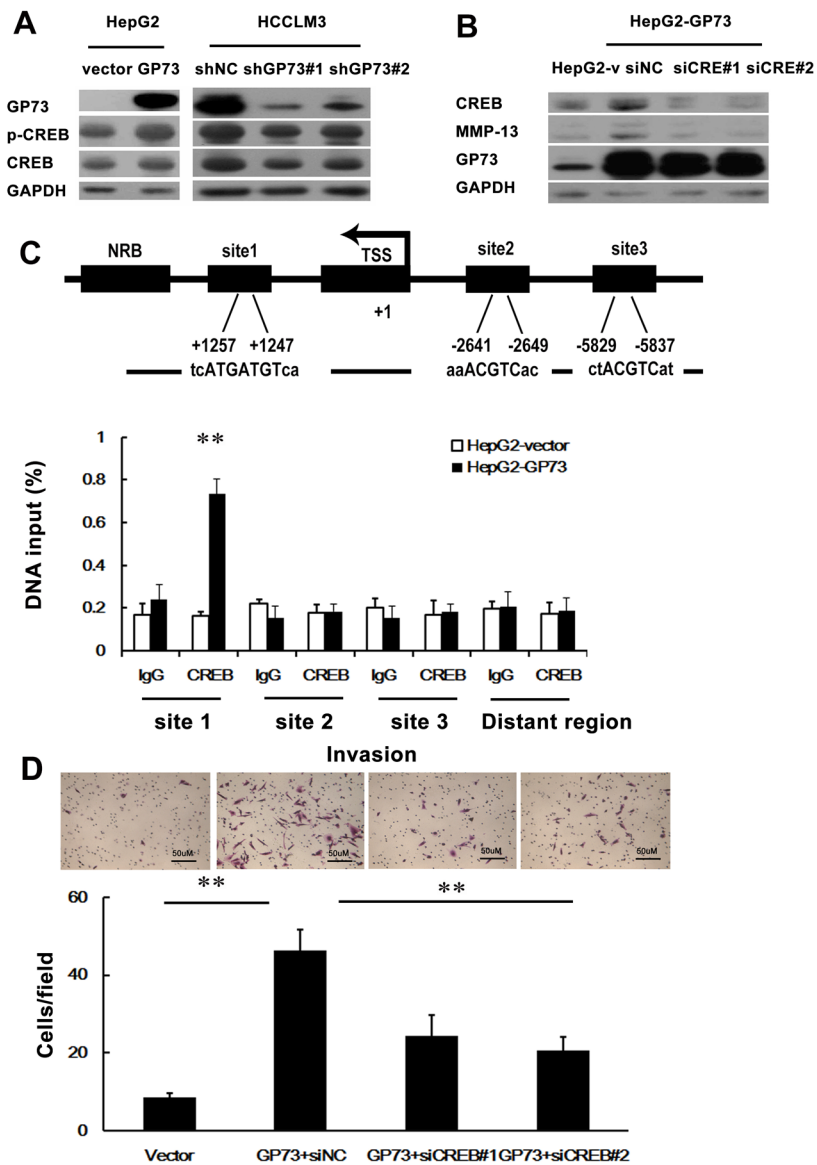 A
HepG2
HCCLM3
vector GP73
shNC shGP73#1 shGP73#2
GP73
p-CREB
CREB
GAPDH
B
HepG2-GP73
HepG2-v siNC siCRE#1 siCRE#2
CREB
MMP-13
GP73
GAPDH
C
NRB site1 TSS site2 site3
+1
+1257 +1247 -2641 -2649 -5829 -5837
tcATGATGTca aaACGTCac ctACGTCat
DNA input (%)
1
0.8
0.6
0.4
0.2
0
**
HepG2-vector
HepG2-GP73
IgG CREB IgG CREB IgG CREB IgG CREB
site 1 site 2 site 3 Distant region
D
Invasion
50uM 50uM 50uM 50uM
Cells/field
60
40
20
0
** **
Vector GP73+siNC GP73+siCREB#1 GP73+siCREB#2